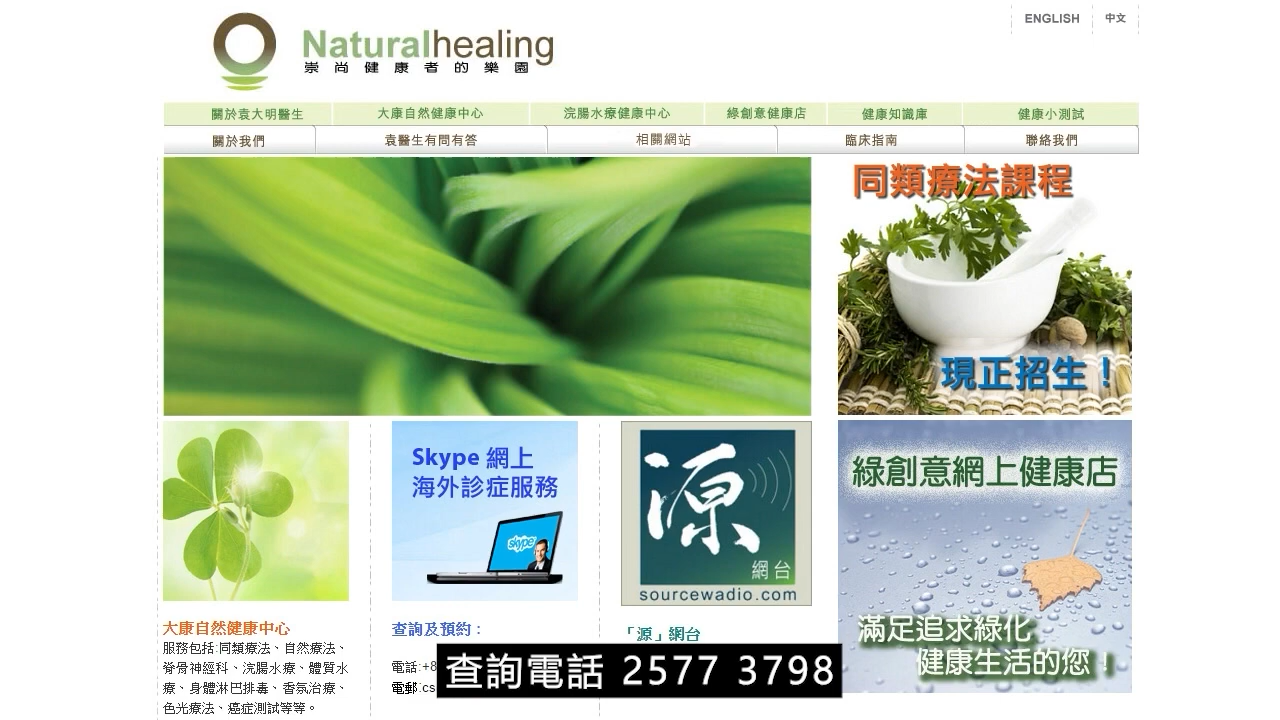 ENGLISH 中文
Naturalhealing
崇尚健康者的樂園
關於袁大明醫生 大康自然健康中心 浣腸水療健康中心 綠創意健康店 健康知識庫 健康小測試
關於我們 袁醫生有問有答 相關網站 臨床指南 聯絡我們
同類療法課程
現正招生！
Skype 網上
海外診症服務
skype
源
網台
sourcewadio.com
綠創意網上健康店
滿足追求綠化
健康生活的您！
大康自然健康中心
服務包括:同類療法、自然療法、
脊骨神經科、浣腸水療、體質水
療、身體淋巴排毒、香氛治療、
色光療法、癌症測試等等。
查詢及預約：
電話:+8
電郵:cs
「源」網台
查詢電話 2577 3798